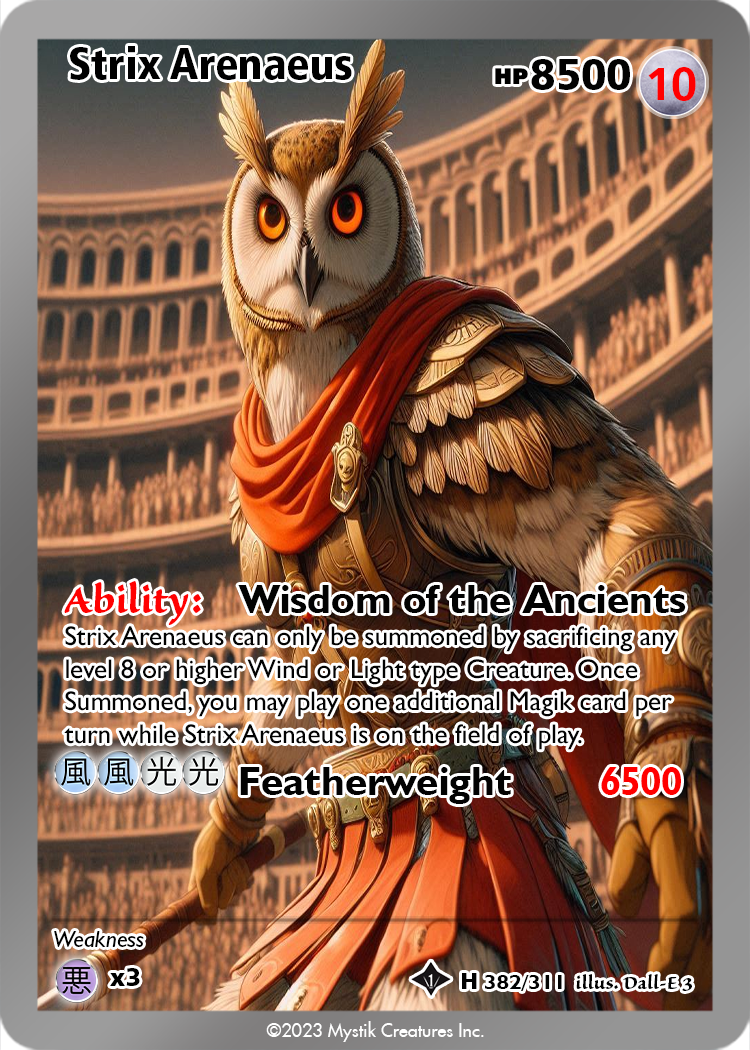 Strix Arenaeus HP 8500 10
Ability: Wisdom of the Ancients
Strix Arenaeus can only be summoned by sacrificing any
level 8 or higher Wind or Light type Creature. Once
Summoned, you may play one additional Magik card per
turn while Strix Arenaeus is on the field of play.
風 風 光 光 Featherweight 6500
Weakness
悪 x3 1 H 382/311 illus. Dall-E 3
©2023 Mystik Creatures Inc.